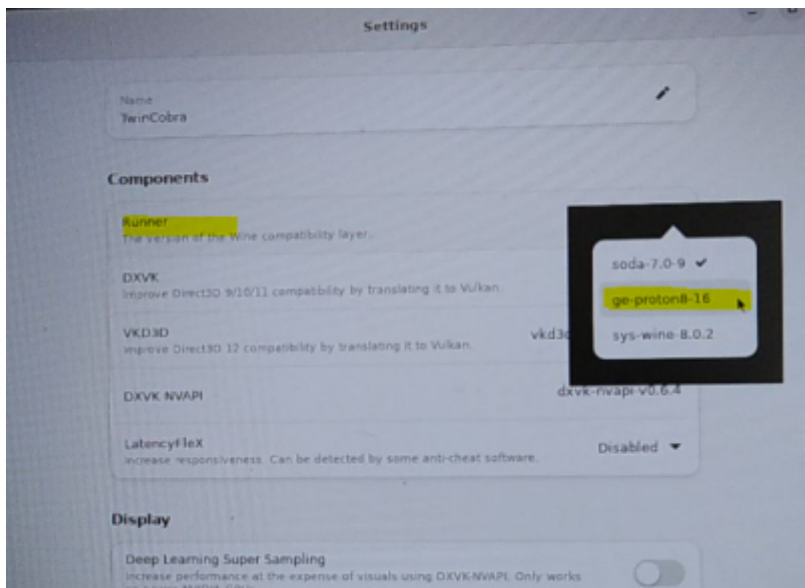 Settings
Name
TwinCobra
Components
Runner
The version of the Wine compatibility layer.
DXVK
Improve Direct3D 9/10/11 compatibility by translating it to Vulkan.
VKD3D
Improve Direct3D 12 compatibility by translating it to Vulkan.
vkd3
DXVK NVAPI
dxvk-nvapi-v0.6.4
LatencyFleX
Increase responsiveness. Can be detected by some anti-cheat software.
Disabled
soda-7.0-9
ge-proton8-16
sys-wine-8.0.2
Display
Deep Learning Super Sampling
Increase performance at the expense of visuals using DXVK-NVAPI. Only works